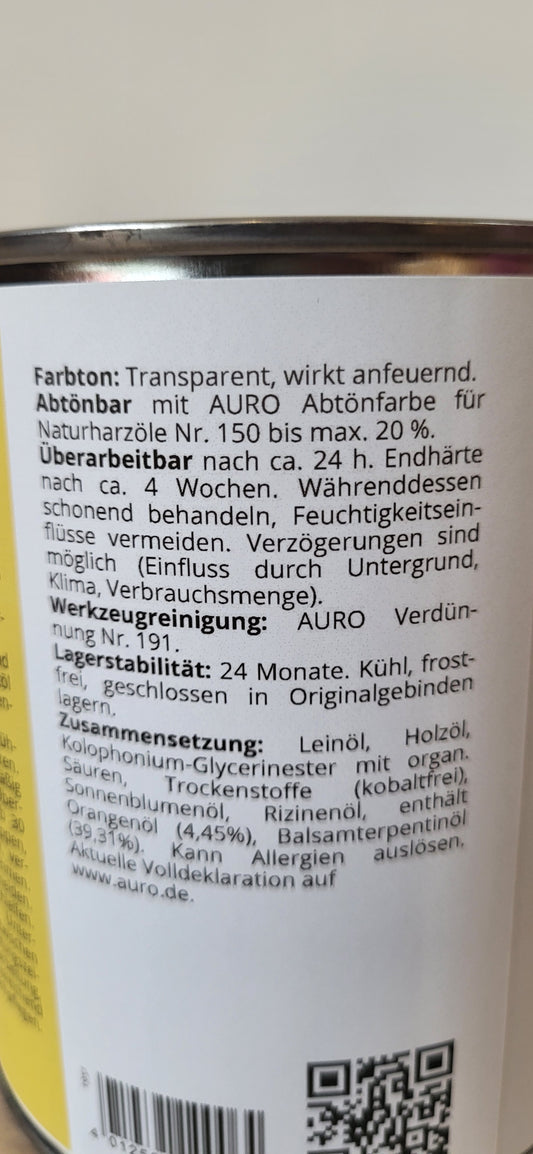 Farbton: Transparent, wirkt anfeuernd.
Abtönbar mit AURO Abtönfarbe für
Naturharzöle Nr. 150 bis max. 20 %.
Überarbeitbar nach ca. 24 h. Endhärte
nach ca. 4 Wochen. Währenddessen
schonend behandeln, Feuchtigkeitsein-
flüsse vermeiden. Verzögerungen sind
möglich (Einfluss durch Untergrund,
Klima, Verbrauchsmenge).
Werkzeugreinigung: AURO Verdün-
nung Nr. 191.
Lagerstabilität: 24 Monate. Kühl, frost-
frei, geschlossen in Originalgebinden
lagern.
Zusammensetzung: Leinöl, Holzöl,
Kolophonium-Glycerinester mit organ.
Säuren, Trockenstoffe (kobaltfrei),
Sonnenblumenöl, Rizinenöl, enthält
Orangenöl (4,45%), Balsamterpentinöl
(39,31%). Kann Allergien auslösen.
Aktuelle Volldeklaration auf
www.auro.de.